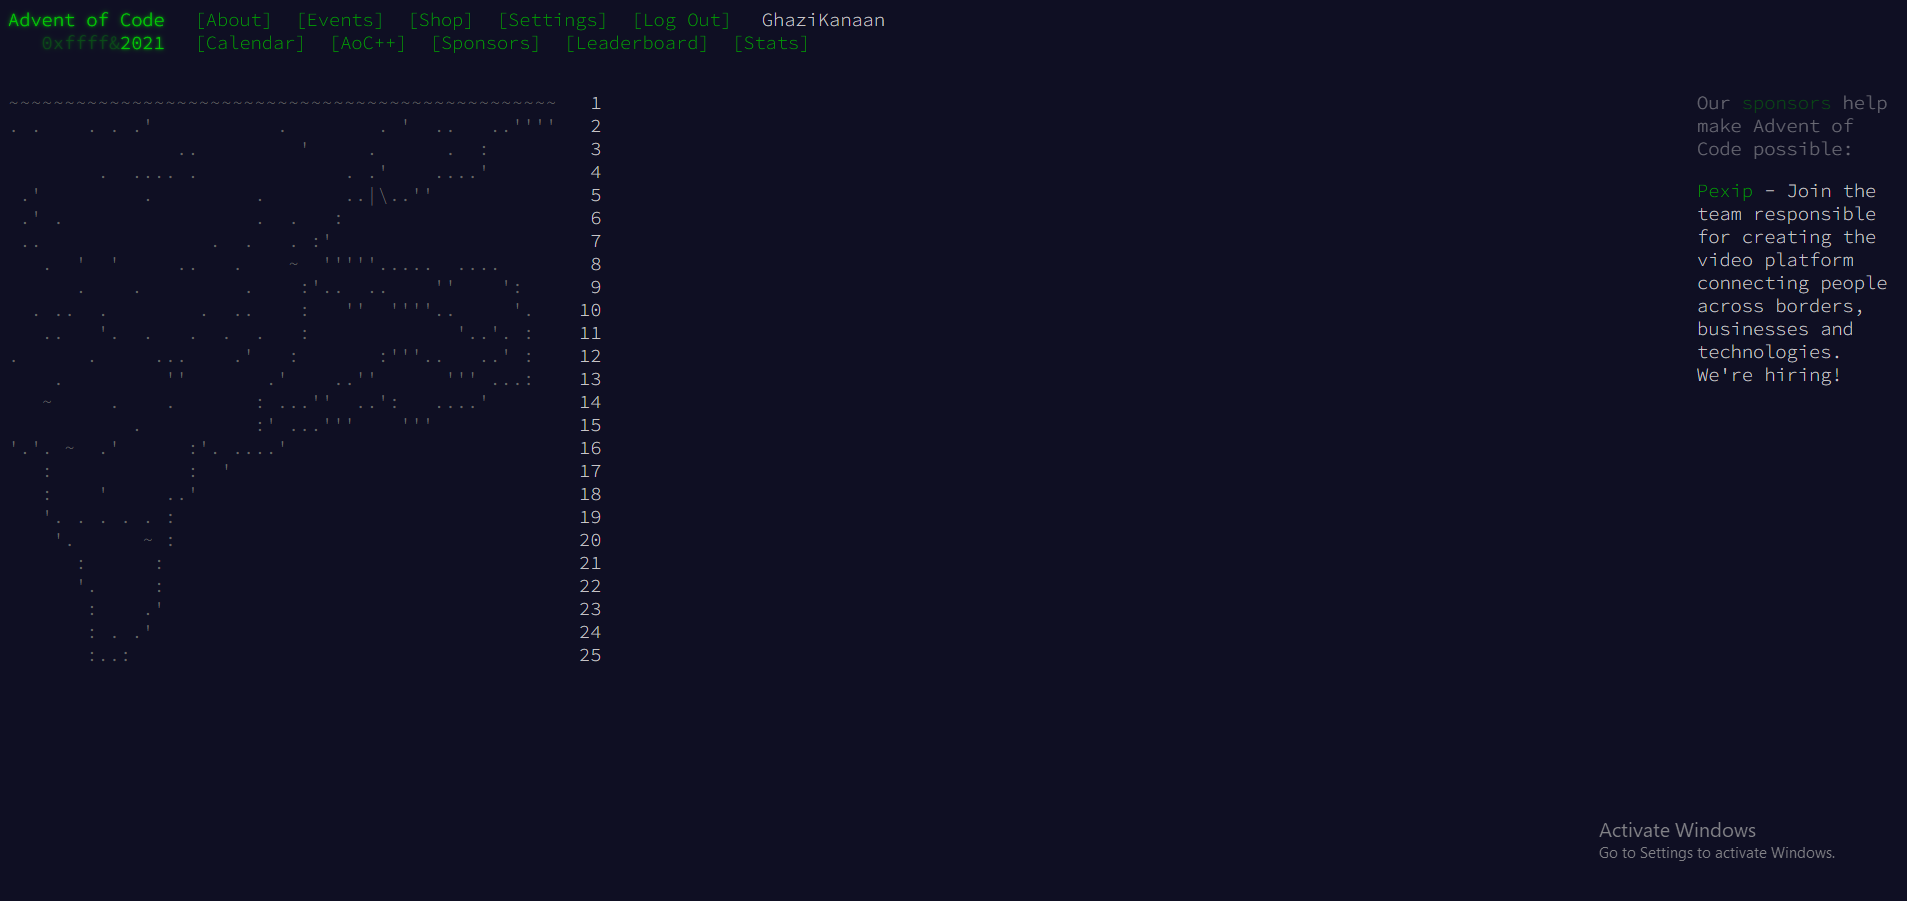 Advent of Code [About] [Events] [Shop] [Settings] [Log Out] GhaziKanaan
0xffff&2021 [Calendar] [AoC++] [Sponsors] [Leaderboard] [Stats]
1
2
3
4
5
6
7
8
9
10
11
12
13
14
15
16
17
18
19
20
21
22
23
24
25
Our sponsors help
make Advent of
Code possible:
Pexip - Join the
team responsible
for creating the
video platform
connecting people
across borders,
businesses and
technologies.
We're hiring!
Activate Windows
Go to Settings to activate Windows.